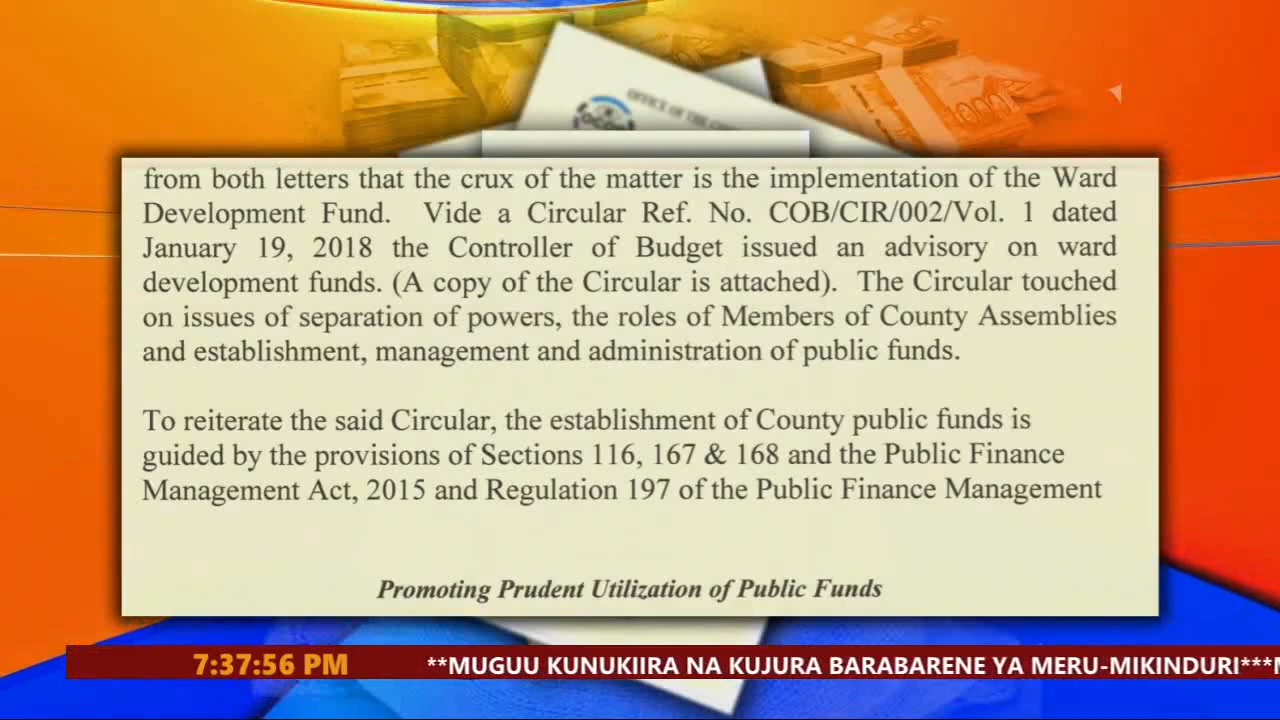 OFFICE OF THE
from both letters that the crux of the matter is the implementation of the Ward
Development Fund. Vide a Circular Ref. No. COB/CIR/002/Vol. 1 dated
January 19, 2018 the Controller of Budget issued an advisory on ward
development funds. (A copy of the Circular is attached). The Circular touched
on issues of separation of powers, the roles of Members of County Assemblies
and establishment, management and administration of public funds.
To reiterate the said Circular, the establishment of County public funds is
guided by the provisions of Sections 116, 167 & 168 and the Public Finance
Management Act, 2015 and Regulation 197 of the Public Finance Management
Promoting Prudent Utilization of Public Funds
7:37:56 PM **MUGUU KUNUKIIRA NA KUJURA BARABARENE YA MERU-MIKINDURI***